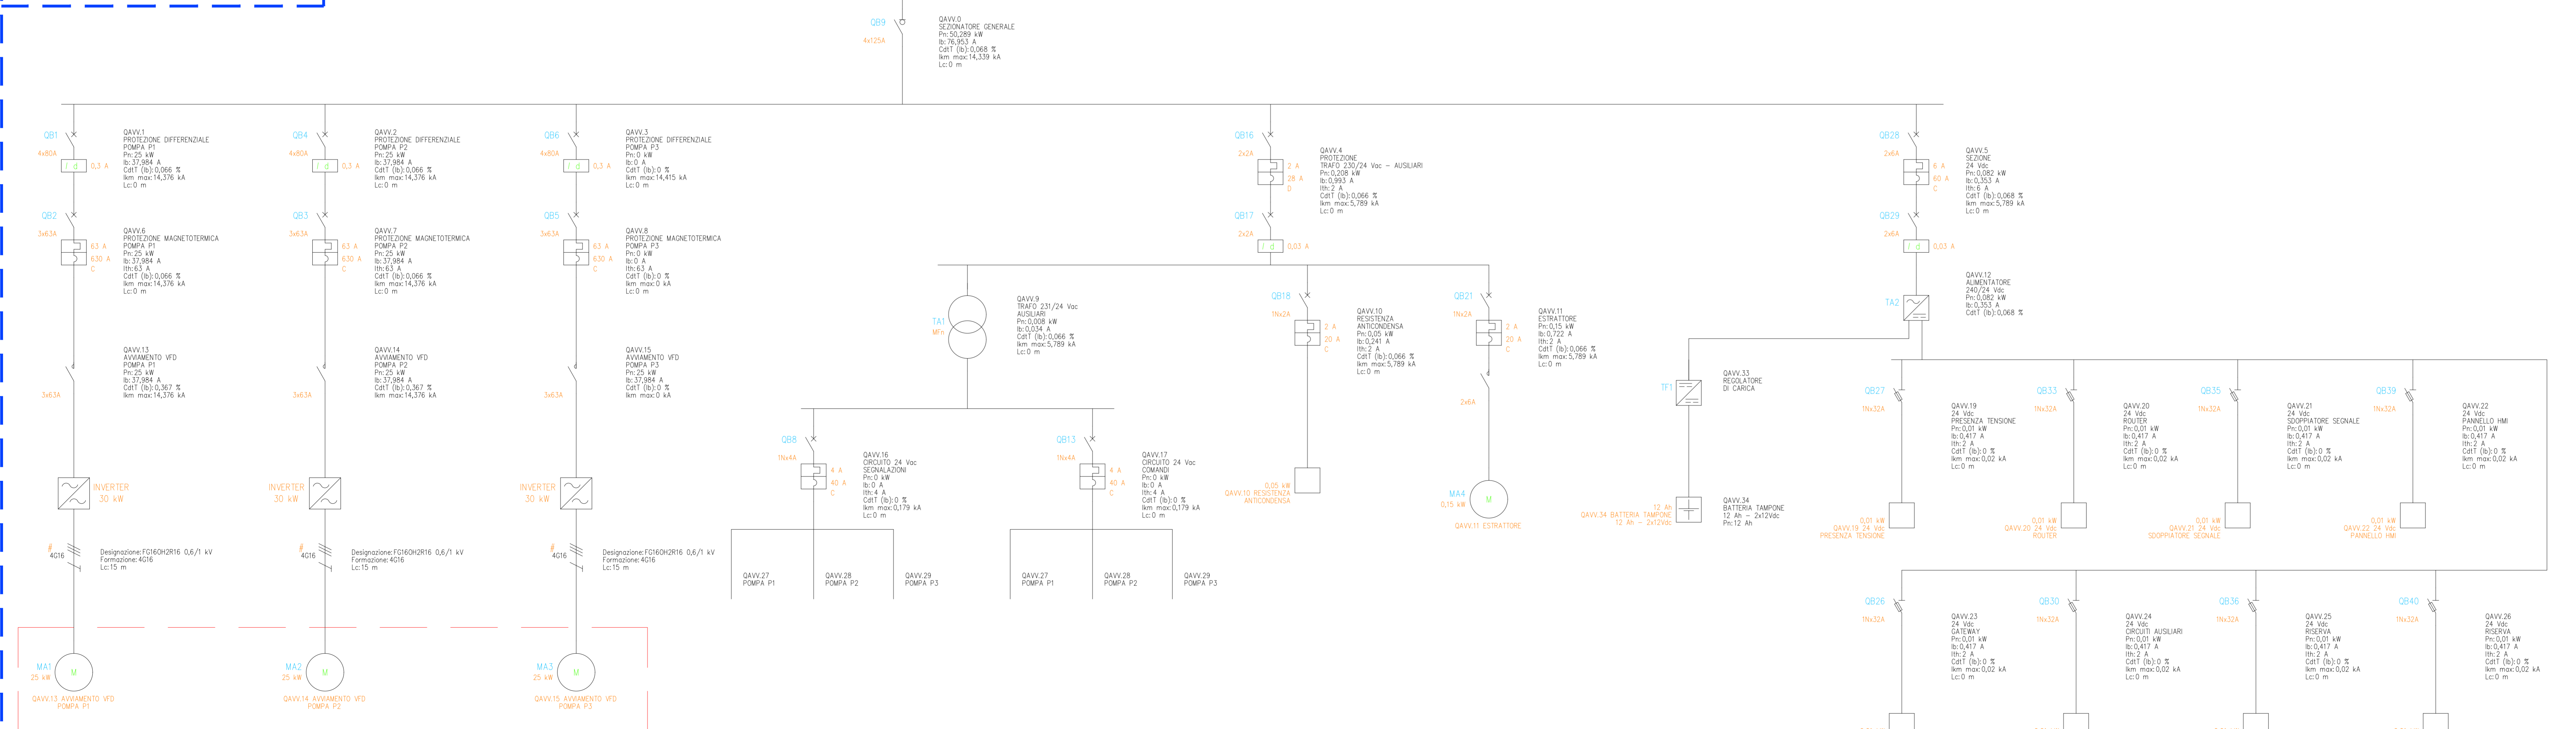 QB9
4x125A
QAVV.0
SEZIONATORE GENERALE
Pn: 50,289 kW
Ib: 76,953 A
CdtT (Ib): 0,068 %
Ikm max: 14,339 kA
Lc: 0 m
QB1
4x80A
I d
0,3 A
QAVV.1
PROTEZIONE DIFFERENZIALE
POMPA P1
Pn: 25 kW
Ib: 37,984 A
CdtT (Ib): 0,066 %
Ikm max: 14,376 kA
Lc: 0 m
QB4
4x80A
I d
0,3 A
QAVV.2
PROTEZIONE DIFFERENZIALE
POMPA P2
Pn: 25 kW
Ib: 37,984 A
CdtT (Ib): 0,066 %
Ikm max: 14,376 kA
Lc: 0 m
QB6
4x80A
I d
0,3 A
QAVV.3
PROTEZIONE DIFFERENZIALE
POMPA P3
Pn: 0 kW
Ib: 0 A
CdtT (Ib): 0 %
Ikm max: 14,415 kA
Lc: 0 m
QB16
2x2A
2 A
28 A
D
QAVV.4
PROTEZIONE
TRAFO 230/24 Vac - AUSILIARI
Pn: 0,208 kW
Ib: 0,993 A
Ith: 2 A
CdtT (Ib): 0,066 %
Ikm max: 5,789 kA
Lc: 0 m
QB28
2x6A
6 A
60 A
C
QAVV.5
SEZIONE
24 Vdc
Pn: 0,082 kW
Ib: 0,353 A
Ith: 6 A
CdtT (Ib): 0,068 %
Ikm max: 5,789 kA
Lc: 0 m
QB2
3x63A
63 A
630 A
C
QAVV.6
PROTEZIONE MAGNETOTERMICA
POMPA P1
Pn: 25 kW
Ib: 37,984 A
Ith: 63 A
CdtT (Ib): 0,066 %
Ikm max: 14,376 kA
Lc: 0 m
QB3
3x63A
63 A
630 A
C
QAVV.7
PROTEZIONE MAGNETOTERMICA
POMPA P2
Pn: 25 kW
Ib: 37,984 A
Ith: 63 A
CdtT (Ib): 0,066 %
Ikm max: 14,376 kA
Lc: 0 m
QB5
3x63A
63 A
630 A
C
QAVV.8
PROTEZIONE MAGNETOTERMICA
POMPA P3
Pn: 0 kW
Ib: 0 A
Ith: 63 A
CdtT (Ib): 0 %
Ikm max: 0 kA
Lc: 0 m
QB17
2x2A
I d
0,03 A
QB29
2x6A
I d
0,03 A
TA1
MFn
QAVV.9
TRAFO 231/24 Vac
AUSILIARI
Pn: 0,008 kW
Ib: 0,034 A
CdtT (Ib): 0,066 %
Ikm max: 5,789 kA
Lc: 0 m
QB18
1Nx2A
2 A
20 A
C
QAVV.10
RESISTENZA
ANTICONDENSA
Pn: 0,05 kW
Ib: 0,241 A
Ith: 2 A
CdtT (Ib): 0,066 %
Ikm max: 5,789 kA
Lc: 0 m
QB21
1Nx2A
2 A
20 A
C
QAVV.11
ESTRATTORE
Pn: 0,15 kW
Ib: 0,722 A
Ith: 2 A
CdtT (Ib): 0,066 %
Ikm max: 5,789 kA
Lc: 0 m
2x6A
TA2
QAVV.12
ALIMENTATORE
240/24 Vdc
Pn: 0,082 kW
Ib: 0,353 A
CdtT (Ib): 0,068 %
3x63A
QAVV.13
AVVIAMENTO VFD
POMPA P1
Pn: 25 kW
Ib: 37,984 A
CdtT (Ib): 0,367 %
Ikm max: 14,376 kA
3x63A
QAVV.14
AVVIAMENTO VFD
POMPA P2
Pn: 25 kW
Ib: 37,984 A
CdtT (Ib): 0,367 %
Ikm max: 14,376 kA
3x63A
QAVV.15
AVVIAMENTO VFD
POMPA P3
Pn: 25 kW
Ib: 37,984 A
CdtT (Ib): 0 %
Ikm max: 0 kA
TF1
QAVV.33
REGOLATORE
DI CARICA
QB27
1Nx32A
QAVV.19
24 Vdc
PRESENZA TENSIONE
Pn: 0,01 kW
Ib: 0,417 A
Ith: 2 A
CdtT (Ib): 0 %
Ikm max: 0,02 kA
Lc: 0 m
QB33
1Nx32A
QAVV.20
24 Vdc
ROUTER
Pn: 0,01 kW
Ib: 0,417 A
Ith: 2 A
CdtT (Ib): 0 %
Ikm max: 0,02 kA
Lc: 0 m
QB35
1Nx32A
QAVV.21
24 Vdc
SDOPPIATORE SEGNALE
Pn: 0,01 kW
Ib: 0,417 A
Ith: 2 A
CdtT (Ib): 0 %
Ikm max: 0,02 kA
Lc: 0 m
QB39
1Nx32A
QAVV.22
24 Vdc
PANNELLO HMI
Pn: 0,01 kW
Ib: 0,417 A
Ith: 2 A
CdtT (Ib): 0 %
Ikm max: 0,02 kA
Lc: 0 m
QB8
1Nx4A
4 A
40 A
C
QAVV.16
CIRCUITO 24 Vac
SEGNALAZIONI
Pn: 0 kW
Ib: 0 A
Ith: 4 A
CdtT (Ib): 0 %
Ikm max: 0,179 kA
Lc: 0 m
QB13
1Nx4A
4 A
40 A
C
QAVV.17
CIRCUITO 24 Vac
COMANDI
Pn: 0 kW
Ib: 0 A
Ith: 4 A
CdtT (Ib): 0 %
Ikm max: 0,179 kA
Lc: 0 m
INVERTER
30 kW
INVERTER
30 kW
INVERTER
30 kW
0,05 kW
QAVV.10 RESISTENZA
ANTICONDENSA
MA4
0,15 kW
M
QAVV.11 ESTRATTORE
12 Ah
QAVV.34 BATTERIA TAMPONE
12 Ah - 2x12Vdc
QAVV.34
BATTERIA TAMPONE
12 Ah - 2x12Vdc
Pn: 12 Ah
0,01 kW
QAVV.19 24 Vdc
PRESENZA TENSIONE
0,01 kW
QAVV.20 24 Vdc
ROUTER
0,01 kW
QAVV.21 24 Vdc
SDOPPIATORE SEGNALE
0,01 kW
QAVV.22 24 Vdc
PANNELLO HMI
#
4G16
Designazione: FG16OH2R16 0,6/1 kV
Formazione: 4G16
Lc: 15 m
#
4G16
Designazione: FG16OH2R16 0,6/1 kV
Formazione: 4G16
Lc: 15 m
#
4G16
Designazione: FG16OH2R16 0,6/1 kV
Formazione: 4G16
Lc: 15 m
QAVV.27
POMPA P1
QAVV.28
POMPA P2
QAVV.29
POMPA P3
QAVV.27
POMPA P1
QAVV.28
POMPA P2
QAVV.29
POMPA P3
QB26
1Nx32A
QAVV.23
24 Vdc
GATEWAY
Pn: 0,01 kW
Ib: 0,417 A
Ith: 2 A
CdtT (Ib): 0 %
Ikm max: 0,02 kA
Lc: 0 m
QB30
1Nx32A
QAVV.24
24 Vdc
CIRCUITI AUSILIARI
Pn: 0,01 kW
Ib: 0,417 A
Ith: 2 A
CdtT (Ib): 0 %
Ikm max: 0,02 kA
Lc: 0 m
QB36
1Nx32A
QAVV.25
24 Vdc
RISERVA
Pn: 0,01 kW
Ib: 0,417 A
Ith: 2 A
CdtT (Ib): 0 %
Ikm max: 0,02 kA
Lc: 0 m
QB40
1Nx32A
QAVV.26
24 Vdc
RISERVA
Pn: 0,01 kW
Ib: 0,417 A
Ith: 2 A
CdtT (Ib): 0 %
Ikm max: 0,02 kA
Lc: 0 m
MA1
25 kW
M
QAVV.13 AVVIAMENTO VFD
POMPA P1
MA2
25 kW
M
QAVV.14 AVVIAMENTO VFD
POMPA P2
MA3
25 kW
M
QAVV.15 AVVIAMENTO VFD
POMPA P3